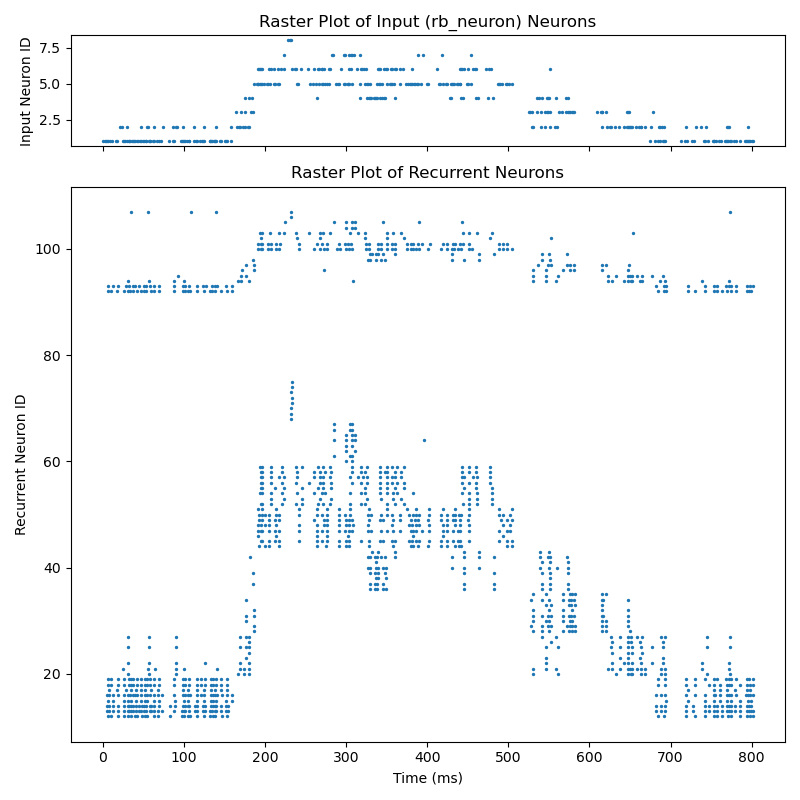 Raster Plot of Input (rb_neuron) Neurons
Input Neuron ID
7.5
5.0
2.5
Raster Plot of Recurrent Neurons
Recurrent Neuron ID
100
80
60
40
20
0 100 200 300 400 500 600 700 800
Time (ms)